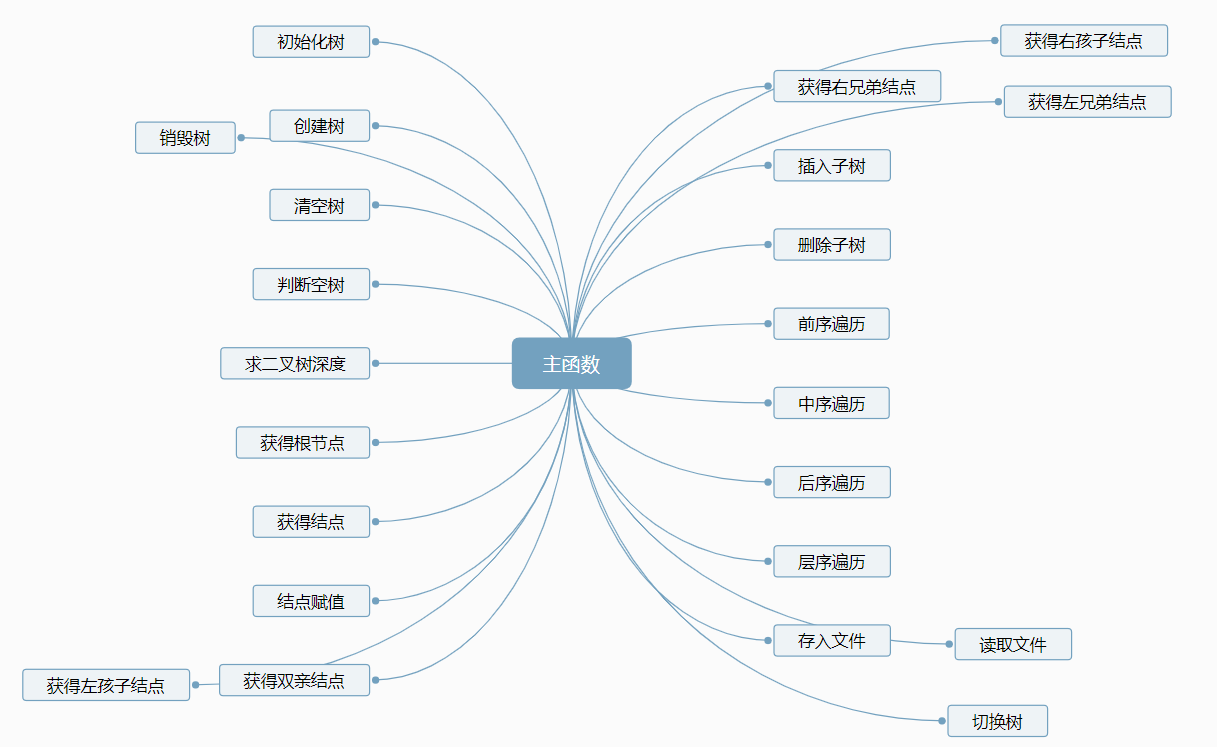 初始化树
获得右孩子结点
获得右兄弟结点
获得左兄弟结点
创建树
销毁树
插入子树
清空树
删除子树
判断空树
前序遍历
主函数
求二叉树深度
中序遍历
获得根节点
后序遍历
获得结点
层序遍历
结点赋值
存入文件
读取文件
获得双亲结点
获得左孩子结点
切换树